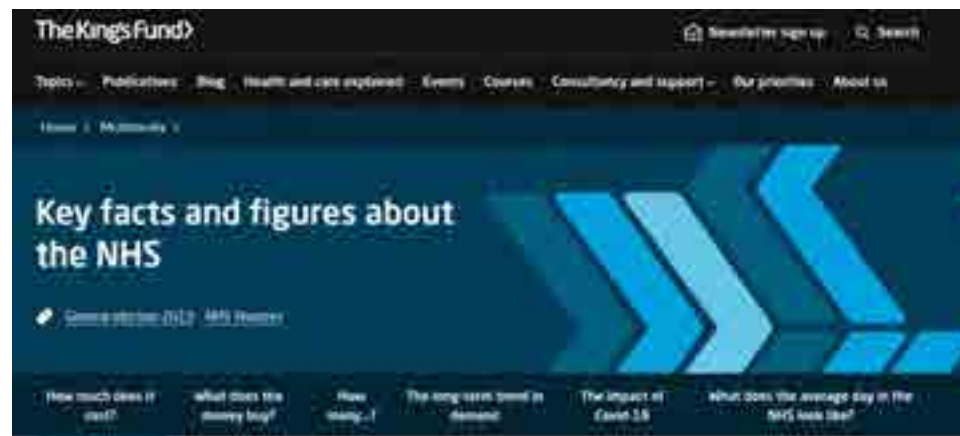 TheKing'sFund>
Newsletter sign up Search
Topics Publications Blog Health and care explained Events Courses Consultancy and support Our priorities About us
Home Multimedia
Key facts and figures about
the NHS
General election NHS finances
How much does it
cost?
What does the
money buy?
How
many...?
The long-term trend in
demand
The impact of
Covid-19
What does the average day in the
NHS look like?